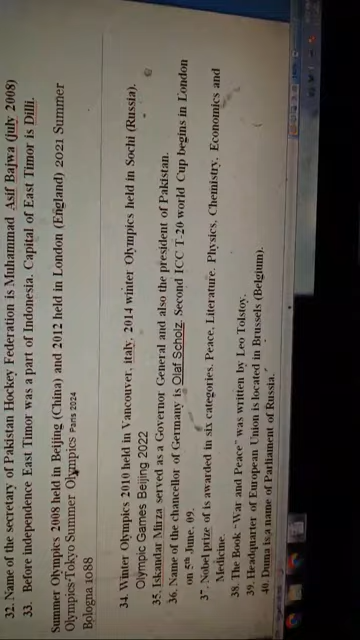 32. Name of the secretary of Pakistan Hockey Federation is Muhammad Asif Bajwa (july 2008)
33. Before independence East Timor was a part of Indonesia. Capital of East Timor is Dilli.
Summer Olympics 2008 held in Beijing (China) and 2012 held in London (England) 2021 Summer
Olympics-Tokyo Summer Olympics Paris 2024
Bologna 1088
34. Winter Olympics 2010 held in Vancouver, italy, 2014 winter Olympics held in Sochi (Russia).
Olympic Games Beijing 2022
35. Iskandar Mirza served as a Governor General and also the president of Pakistan.
36. Name of the chancellor of Germany is Olaf Scholz. Second ICC T-20 world Cup begins in London
on 5th June, 09.
37. Nobel prize of is awarded in six categories, Peace, Literature, Physics, Chemistry, Economics and
Medicine.
38. The Book "War and Peace" was written by Leo Tolstoy.
39. Headquarter of European Union is located in Brussels (Belgium).
40. Duma is a name of Parliament of Russia.